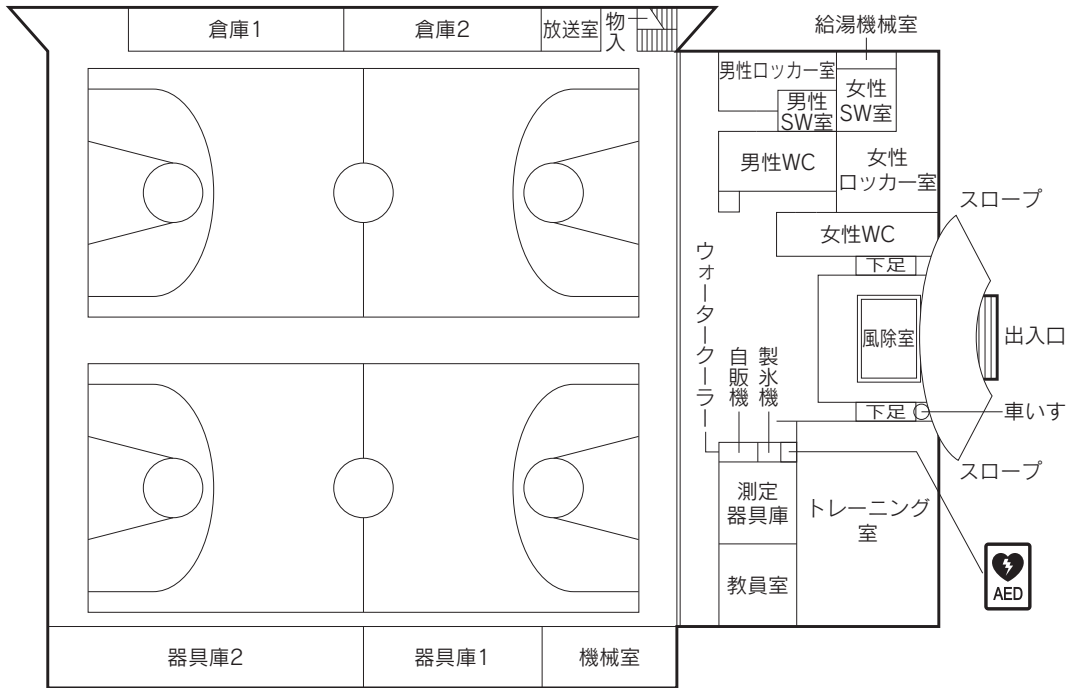 倉庫1
倉庫2
放送室
物入
給湯機械室
男性ロッカー室
男性
SW室
女性
SW室
男性WC
女性
ロッカー室
スロープ
女性WC
下足
ウォータークーラー
風除室
出入口
自販機
製氷機
下足
車いす
スロープ
測定
器具庫
トレーニング
室
教員室
AED
器具庫2
器具庫1
機械室